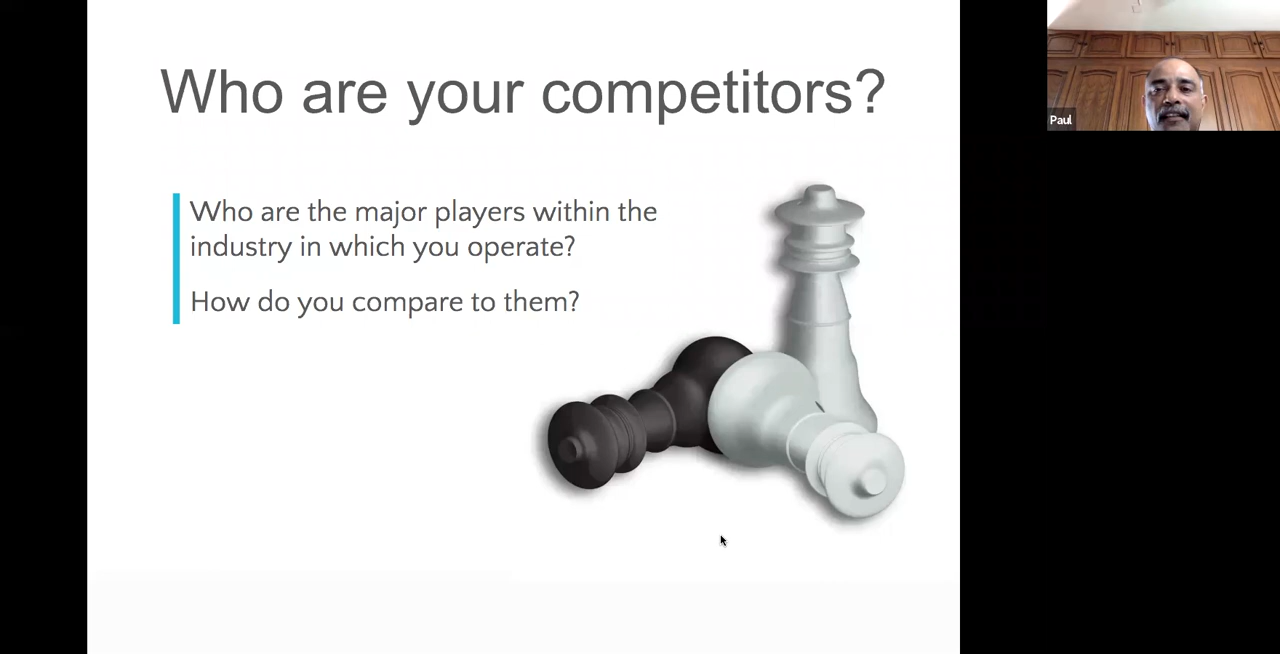 Who are your competitors?
Who are the major players within the
industry in which you operate?
How do you compare to them?
Paul